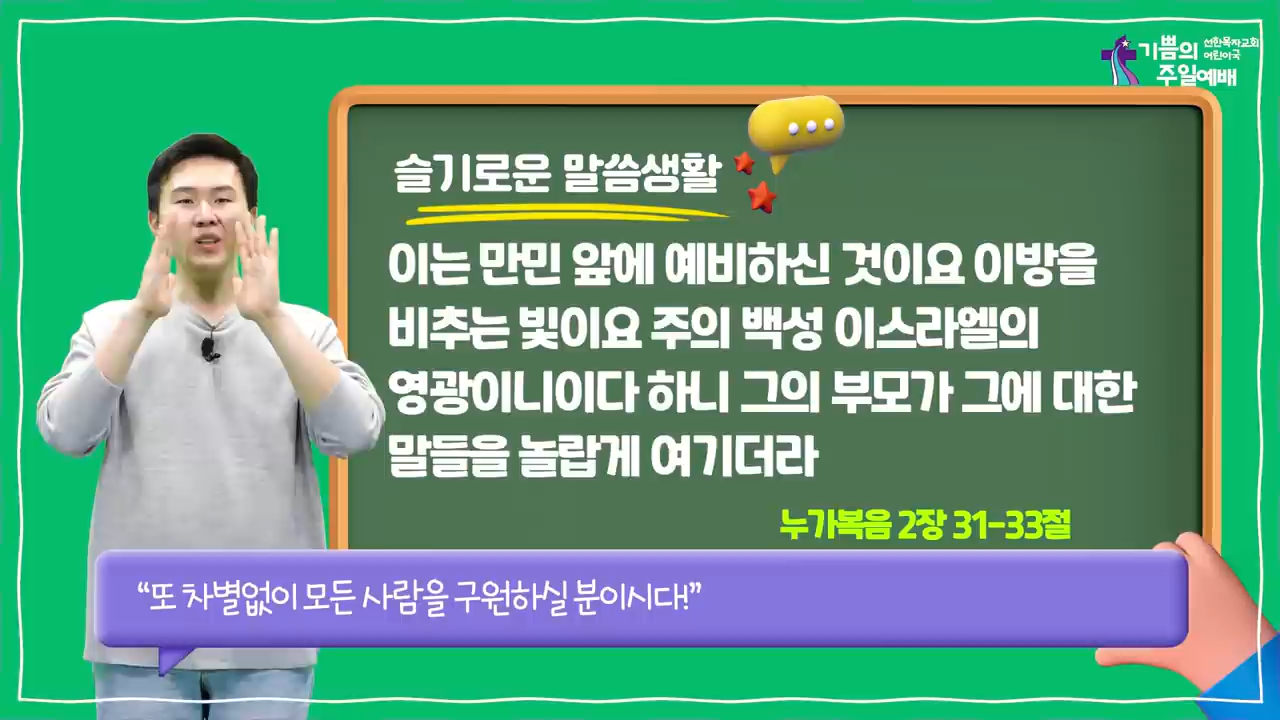 기쁨의 선한목자교회
어린이국
주일예배
슬기로운 말씀생활
이는 만민 앞에 예비하신 것이요 이방을
비추는 빛이요 주의 백성 이스라엘의
영광이니이다 하니 그의 부모가 그에 대한
말들을 놀랍게 여기더라
누가복음 2장 31-33절
“또 차별없이 모든 사람을 구원하실 분이시다!”